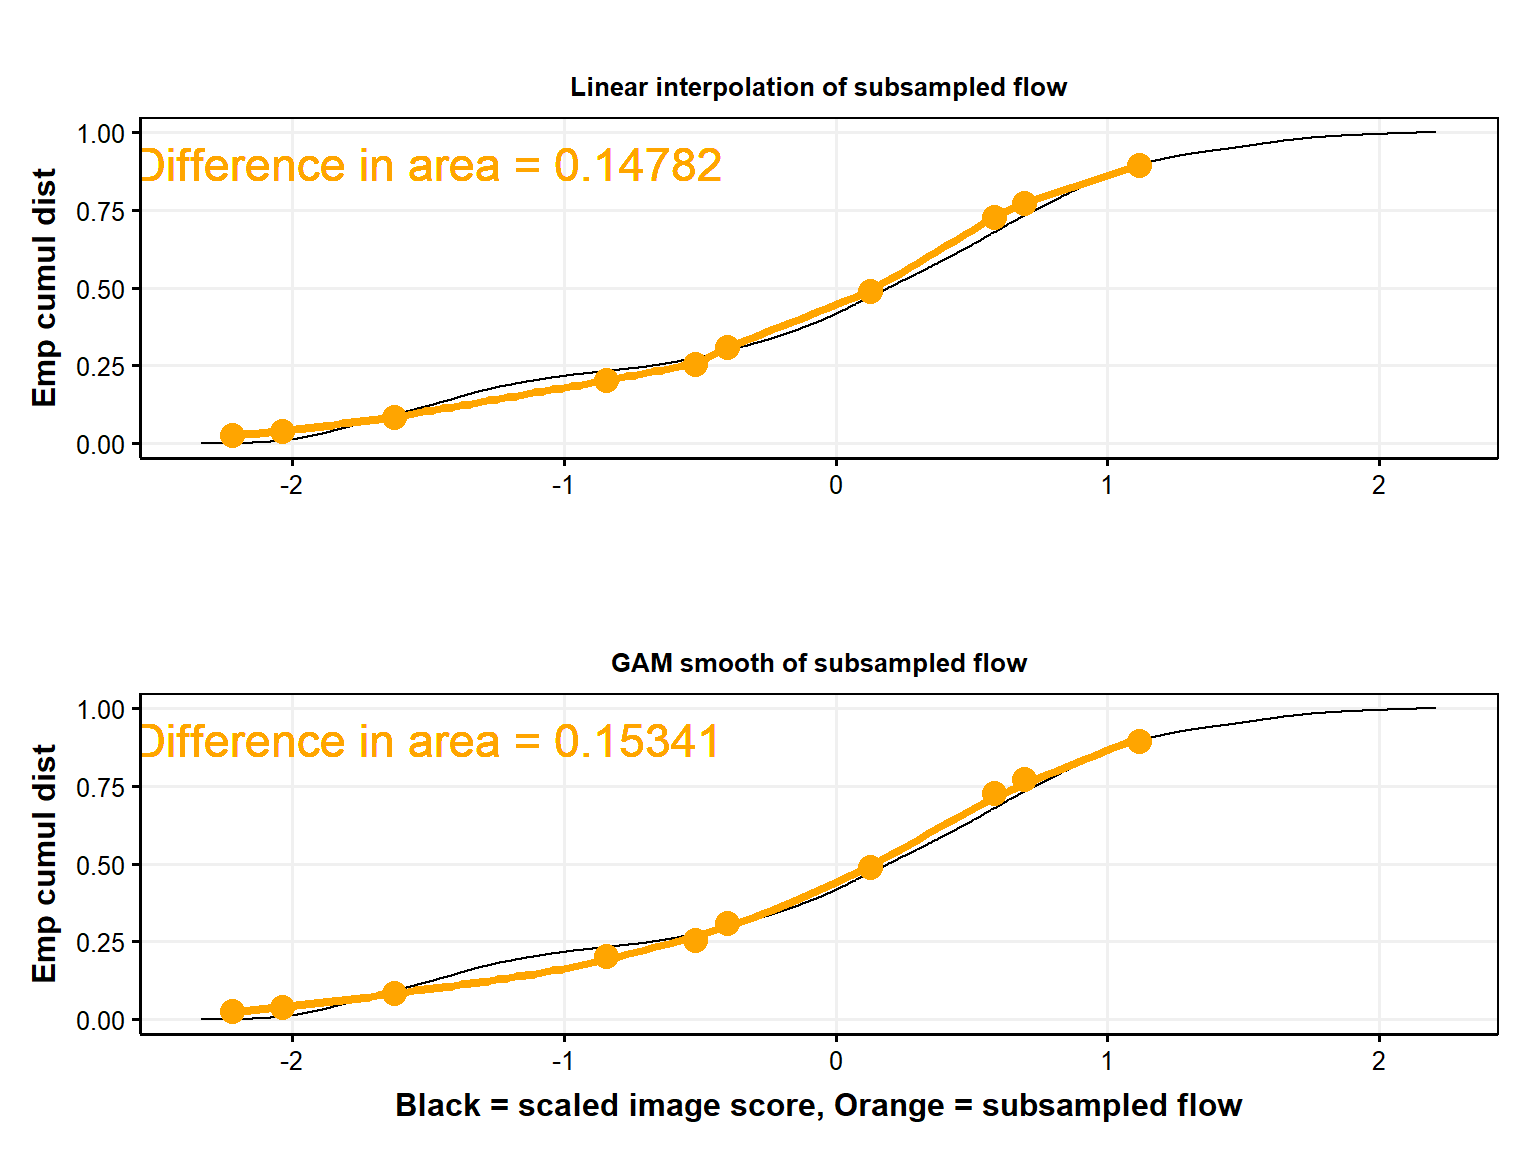 Linear interpolation of subsampled flow
Emp cumul dist
1.00
0.75
0.50
0.25
0.00
Difference in area = 0.14782
-2 -1 0 1 2
GAM smooth of subsampled flow
Emp cumul dist
1.00
0.75
0.50
0.25
0.00
Difference in area = 0.15341
-2 -1 0 1 2
Black = scaled image score, Orange = subsampled flow